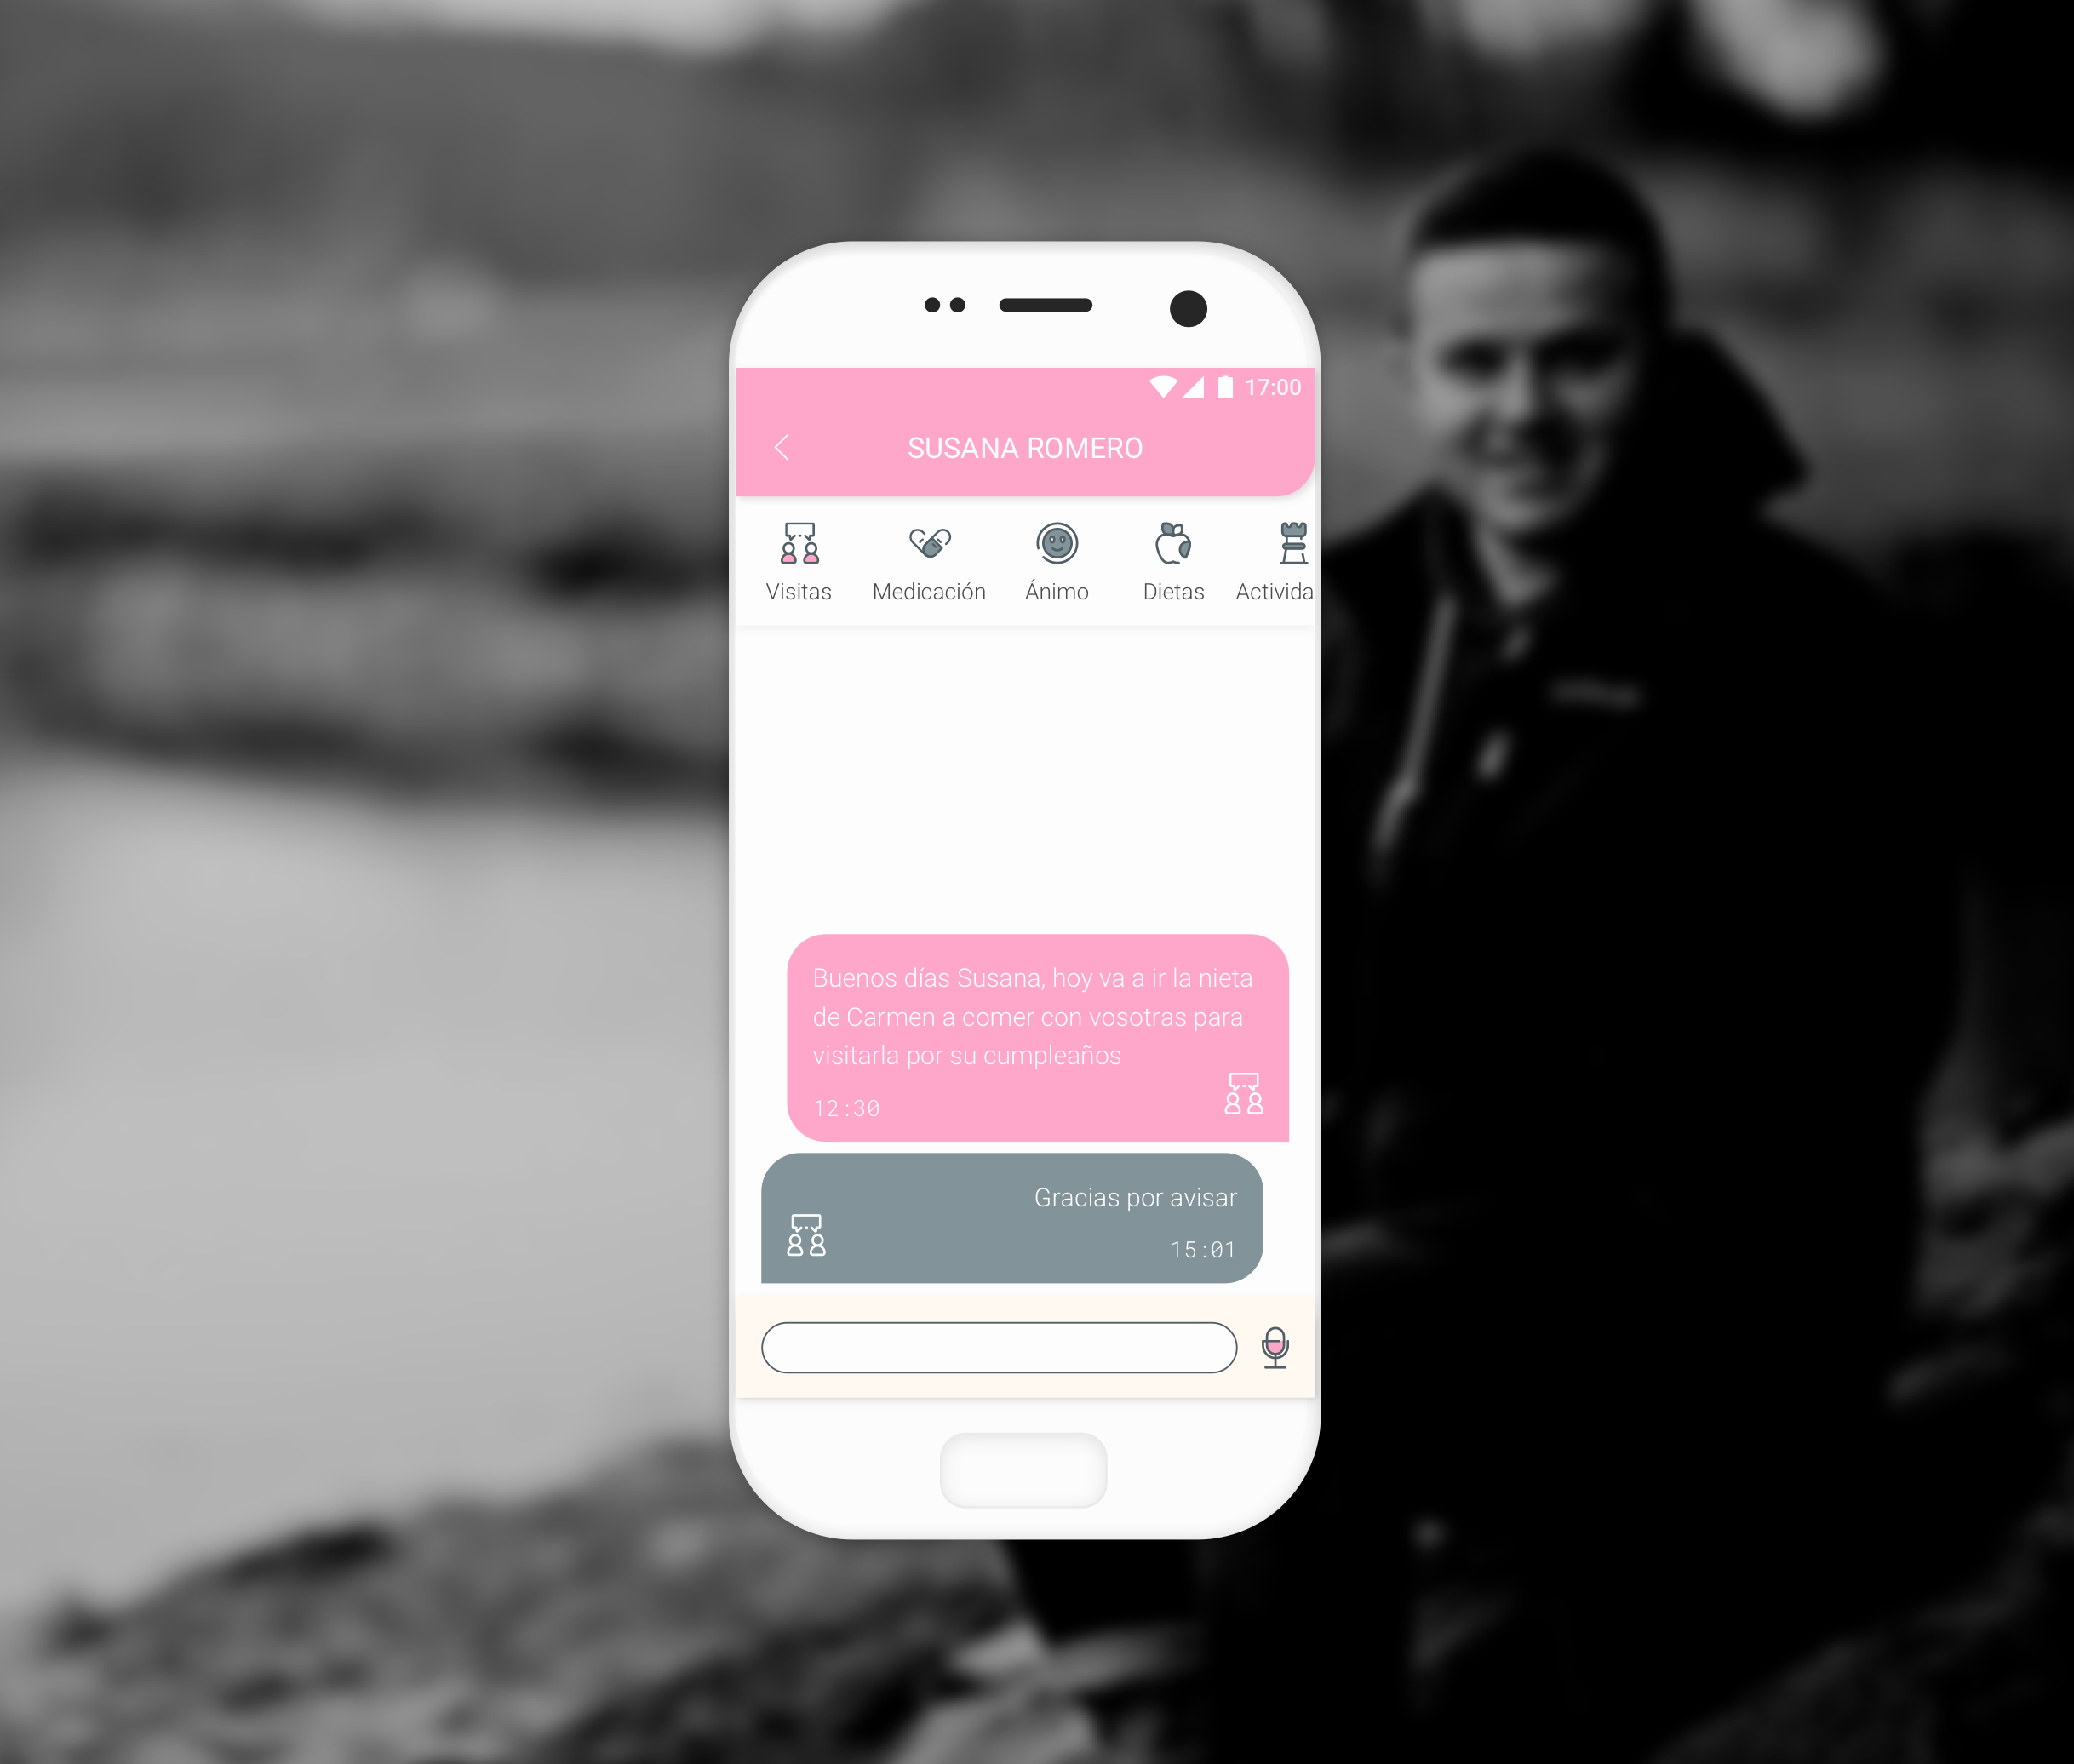 17:00
SUSANA ROMERO
Visitas Medicación Ánimo Dietas Activida
Buenos días Susana, hoy va a ir la nieta
de Carmen a comer con vosotras para
visitarla por su cumpleaños
12:30
Gracias por avisar
15:01